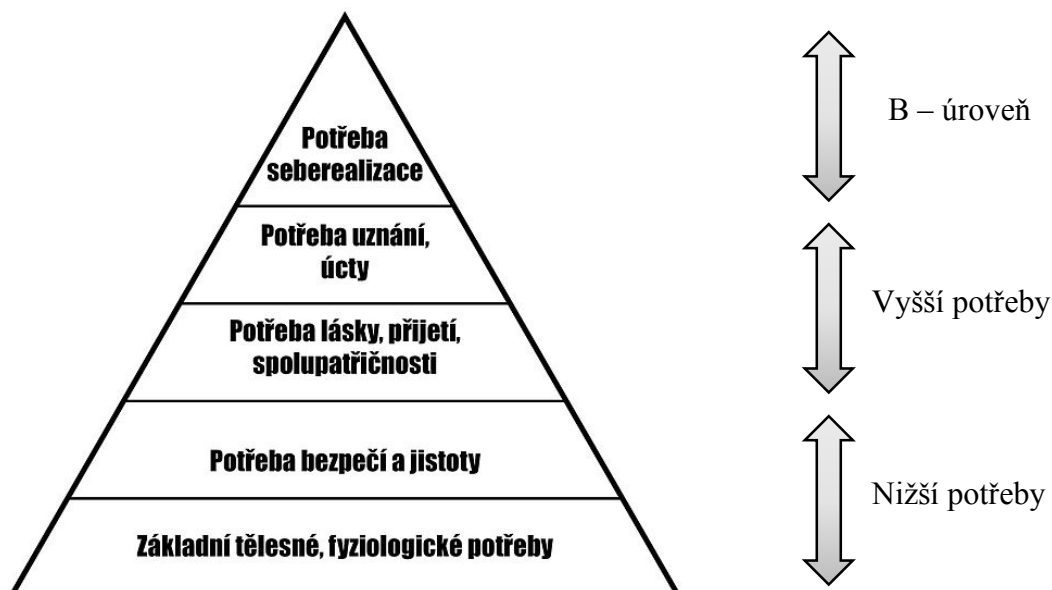 Potřeba
seberealizace
B – úroveň
Potřeba uznání,
úcty
Vyšší potřeby
Potřeba lásky, přijetí,
spolupatřičnosti
Potřeba bezpečí a jistoty
Nižší potřeby
Základní tělesné, fyziologické potřeby